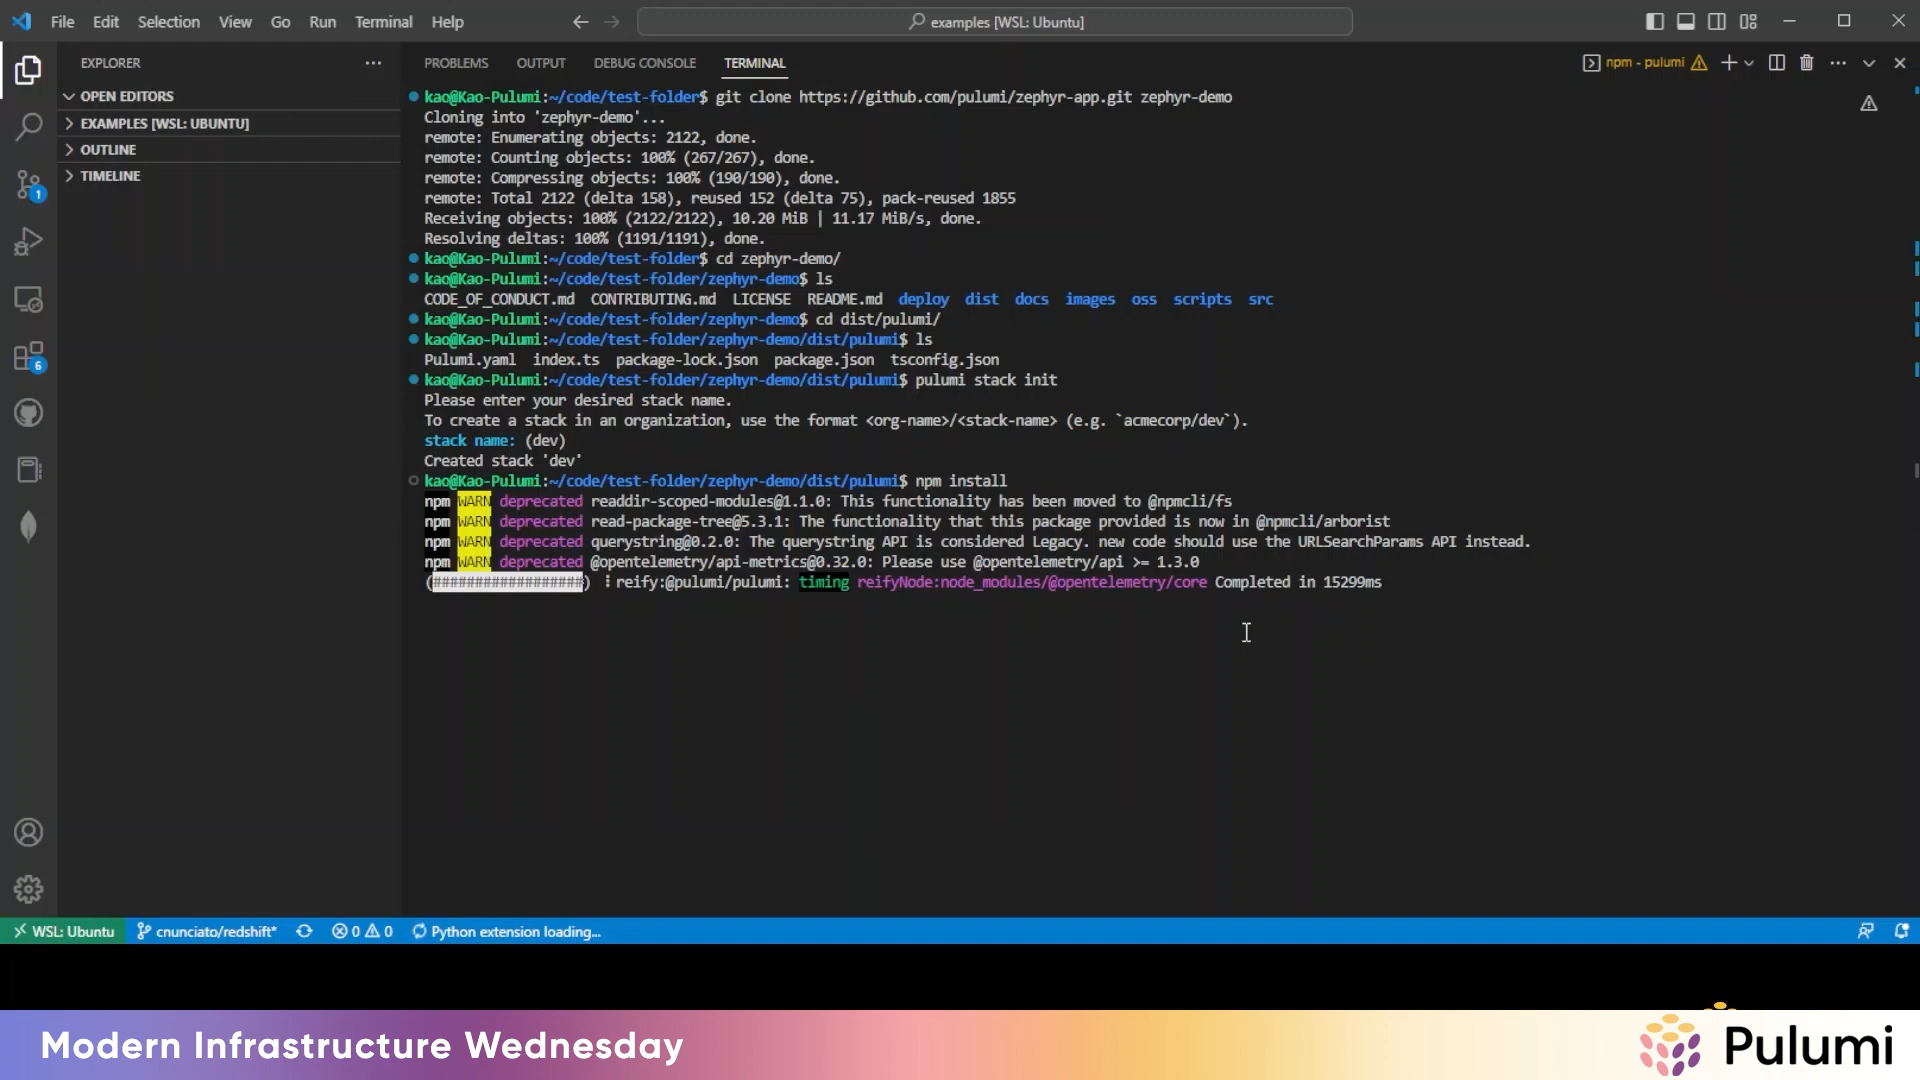 File Edit Selection View Go Run Terminal Help
examples [WSL: Ubuntu]
EXPLORER
OPEN EDITORS
EXAMPLES [WSL: UBUNTU]
OUTLINE
TIMELINE
1
6
PROBLEMS OUTPUT DEBUG CONSOLE TERMINAL
npm - pulumi
kao@Kao-Pulumi:~/code/test-folder$ git clone https://github.com/pulumi/zephyr-app.git zephyr-demo
Cloning into 'zephyr-demo'...
remote: Enumerating objects: 2122, done.
remote: Counting objects: 100% (267/267), done.
remote: Compressing objects: 100% (190/190), done.
remote: Total 2122 (delta 158), reused 152 (delta 75), pack-reused 1855
Receiving objects: 100% (2122/2122), 10.20 MiB | 11.17 MiB/s, done.
Resolving deltas: 100% (1191/1191), done.
kao@Kao-Pulumi:~/code/test-folder$ cd zephyr-demo/
kao@Kao-Pulumi:~/code/test-folder/zephyr-demo$ ls
CODE_OF_CONDUCT.md CONTRIBUTING.md LICENSE README.md deploy dist docs images oss scripts src
kao@Kao-Pulumi:~/code/test-folder/zephyr-demo$ cd dist/pulumi/
kao@Kao-Pulumi:~/code/test-folder/zephyr-demo/dist/pulumi$ ls
Pulumi.yaml index.ts package-lock.json package.json tsconfig.json
kao@Kao-Pulumi:~/code/test-folder/zephyr-demo/dist/pulumi$ pulumi stack init
Please enter your desired stack name.
To create a stack in an organization, use the format <org-name>/<stack-name> (e.g. `acmecorp/dev`).
stack name: (dev)
Created stack 'dev'
kao@Kao-Pulumi:~/code/test-folder/zephyr-demo/dist/pulumi$ npm install
npm WARN deprecated readdir-scoped-modules@1.1.0: This functionality has been moved to @npmcli/fs
npm WARN deprecated read-package-tree@5.3.1: The functionality that this package provided is now in @npmcli/arborist
npm WARN deprecated querystring@0.2.0: The querystring API is considered Legacy. new code should use the URLSearchParams API instead.
npm WARN deprecated @opentelemetry/api-metrics@0.32.0: Please use @opentelemetry/api >= 1.3.0
(##################) ⠸ reify:@pulumi/pulumi: timing reifyNode:node_modules/@opentelemetry/core Completed in 15299ms
WSL: Ubuntu cnunciato/redshift* 0 0 Python extension loading...
Modern Infrastructure Wednesday
Pulumi